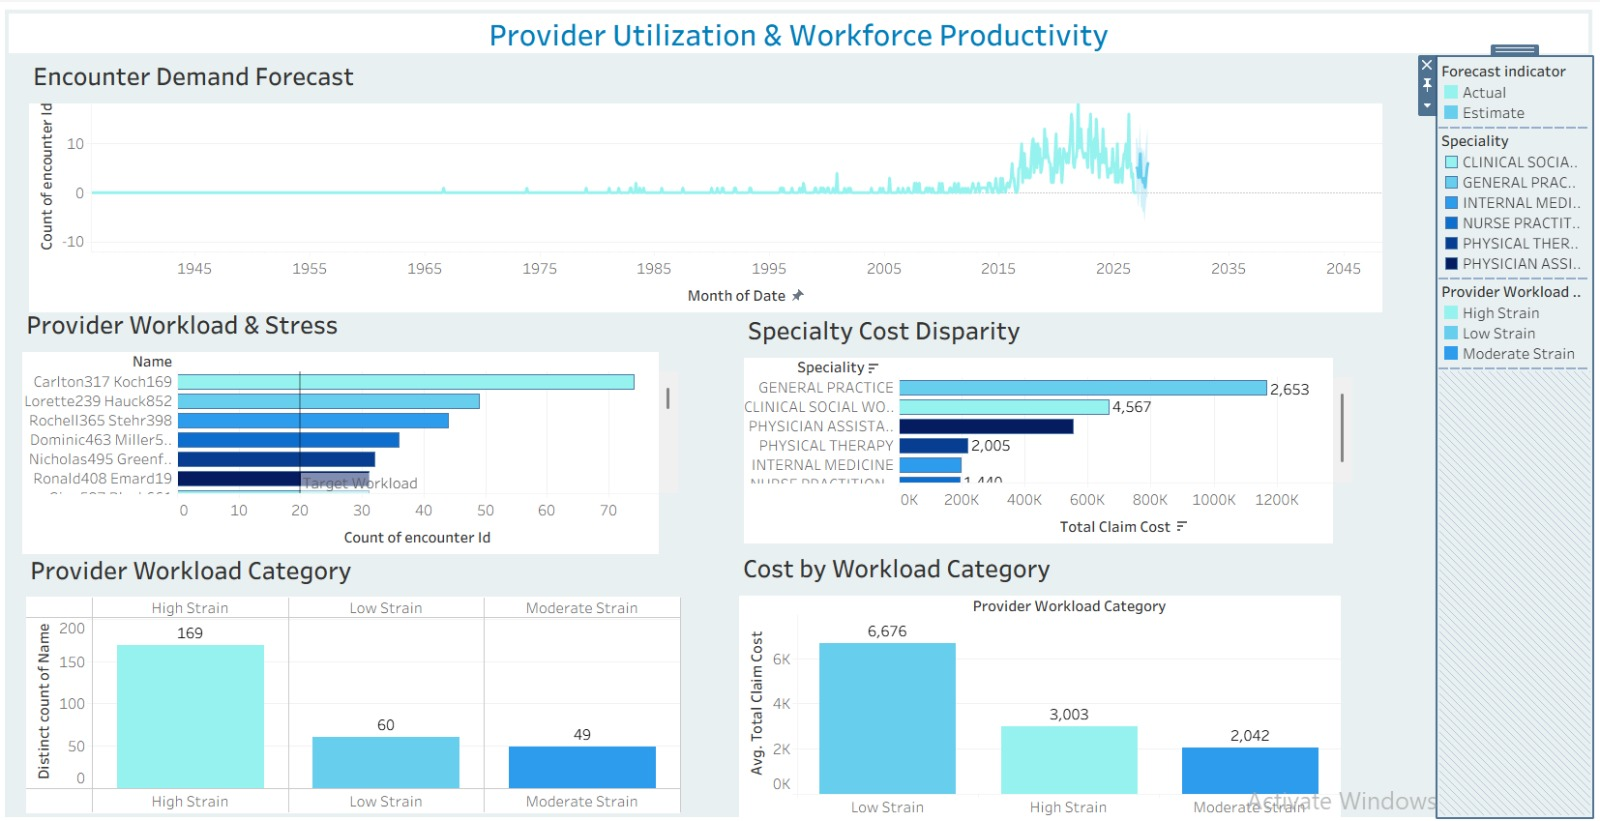 Provider Utilization & Workforce Productivity
Encounter Demand Forecast
Count of encounter Id
10
0
-10
1945 1955 1965 1975 1985 1995 2005 2015 2025 2035 2045
Month of Date
Forecast indicator
Actual
Estimate
Speciality
CLINICAL SOCIA..
GENERAL PRAC..
INTERNAL MEDI..
NURSE PRACTIT..
PHYSICAL THER..
PHYSICIAN ASSI..
Provider Workload ..
High Strain
Low Strain
Moderate Strain
Provider Workload & Stress
Name
Carlton317 Koch169
Lorette239 Hauck852
Rochell365 Stehr398
Dominic463 Miller5..
Nicholas495 Greenf..
Ronald408 Emard19
Target Workload
0 10 20 30 40 50 60 70
Count of encounter Id
Specialty Cost Disparity
Speciality
GENERAL PRACTICE 2,653
CLINICAL SOCIAL WO.. 4,567
PHYSICIAN ASSISTA..
PHYSICAL THERAPY 2,005
INTERNAL MEDICINE
NURSE PRACTITION.. 1,440
0K 200K 400K 600K 800K 1000K 1200K
Total Claim Cost
Provider Workload Category
High Strain Low Strain Moderate Strain
Distinct count of Name
200
150
100
50
0
169
60
49
High Strain Low Strain Moderate Strain
Cost by Workload Category
Provider Workload Category
Avg. Total Claim Cost
6K
4K
2K
0K
6,676
3,003
2,042
Low Strain High Strain Moderate Strain
Activate Windows